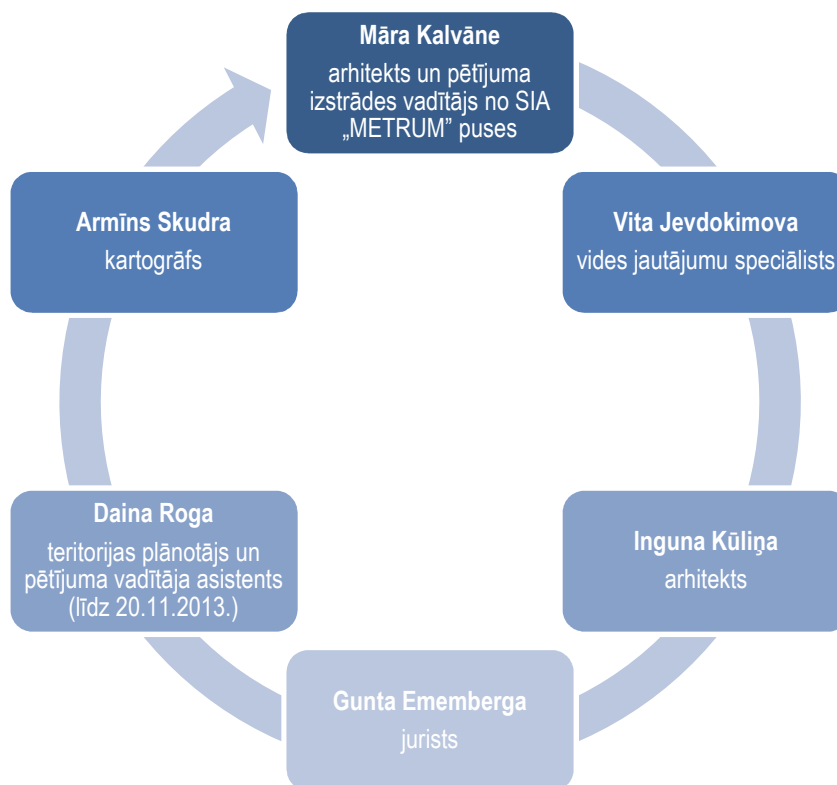 Māra Kalvāne
arhitekts un pētījuma
izstrādes vadītājs no SIA
„METRUM” puses
Vita Jevdokimova
vides jautājumu speciālists
Inguna Kūliņa
arhitekts
Gunta Ememberga
jurists
Daina Roga
teritorijas plānotājs un
pētījuma vadītāja asistents
(līdz 20.11.2013.)
Armīns Skudra
kartogrāfs